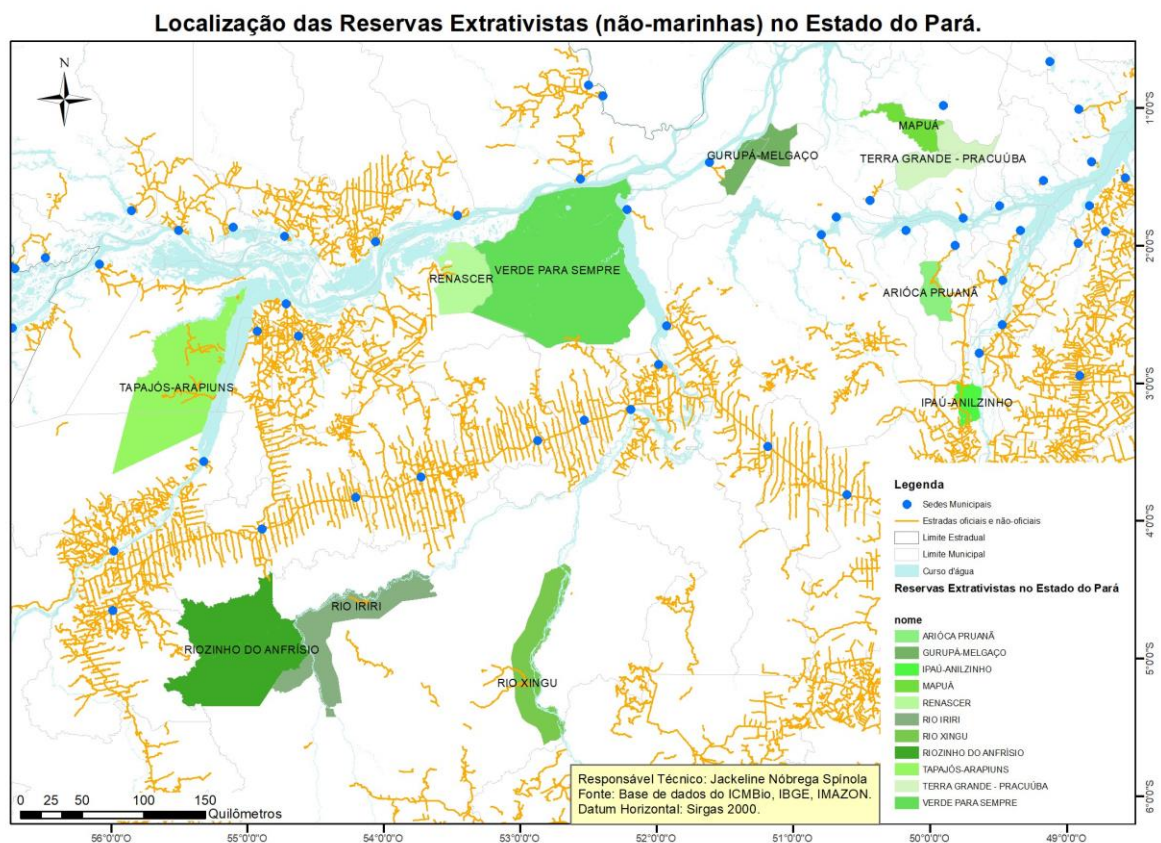 Localização das Reservas Extrativistas (não-marinhas) no Estado do Pará.
N
MAPUÁ
GURUPÁ-MELGAÇO
TERRA GRANDE - PRACUÚBA
RENASCER
VERDE PARA SEMPRE
ARIÓCA PRUANÃ
TAPAJÓS-ARAPIUNS
IPAÚ-ANILZINHO
RIO IRIRI
RIOZINHO DO ANFRÍSIO
RIO XINGU
1°0'0"S
2°0'0"S
3°0'0"S
4°0'0"S
5°0'0"S
6°0'0"S
Legenda
Sedes Municipais
Estradas oficiais e não-oficiais
Limite Estadual
Limite Municipal
Curso d'água
Reservas Extrativistas no Estado do Pará
nome
ARIÓCA PRUANÃ
GURUPÁ-MELGAÇO
IPAÚ-ANILZINHO
MAPUÁ
RENASCER
RIO IRIRI
RIO XINGU
RIOZINHO DO ANFRÍSIO
TAPAJÓS-ARAPIUNS
TERRA GRANDE - PRACUÚBA
VERDE PARA SEMPRE
Responsável Técnico: Jackeline Nóbrega Spínola
Fonte: Base de dados do ICMBio, IBGE, IMAZON.
Datum Horizontal: Sirgas 2000.
0 25 50 100 150
Quilômetros
56°0'0"O 55°0'0"O 54°0'0"O 53°0'0"O 52°0'0"O 51°0'0"O 50°0'0"O 49°0'0"O